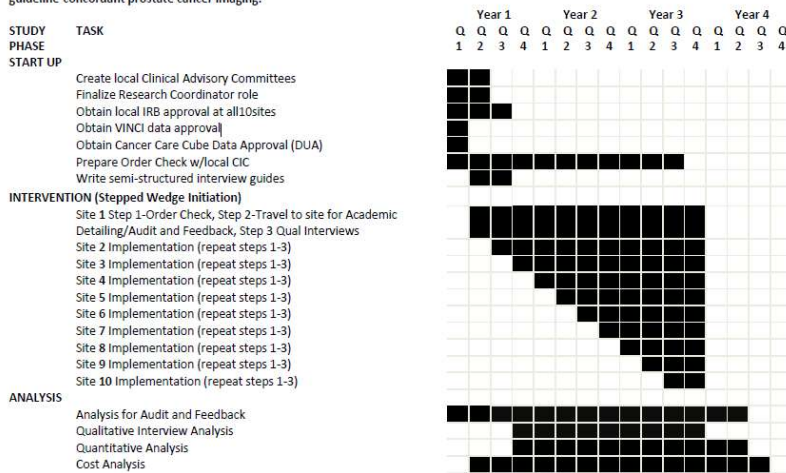 guideline-concordant prostate cancer imaging.
Year 1 Year 2 Year 3 Year 4
STUDY TASK Q Q Q Q Q Q Q Q Q Q Q Q Q Q Q Q
PHASE 1 2 3 4 1 2 3 4 1 2 3 4 1 2 3 4
START UP
Create local Clinical Advisory Committees
Finalize Research Coordinator role
Obtain local IRB approval at all10sites
Obtain VINCI data approval
Obtain Cancer Care Cube Data Approval (DUA)
Prepare Order Check w/local CIC
Write semi-structured interview guides
INTERVENTION (Stepped Wedge Initiation)
Site 1 Step 1-Order Check, Step 2-Travel to site for Academic
Detailing/Audit and Feedback, Step 3 Qual Interviews
Site 2 Implementation (repeat steps 1-3)
Site 3 Implementation (repeat steps 1-3)
Site 4 Implementation (repeat steps 1-3)
Site 5 Implementation (repeat steps 1-3)
Site 6 Implementation (repeat steps 1-3)
Site 7 Implementation (repeat steps 1-3)
Site 8 Implementation (repeat steps 1-3)
Site 9 Implementation (repeat steps 1-3)
Site 10 Implementation (repeat steps 1-3)
ANALYSIS
Analysis for Audit and Feedback
Qualitative Interview Analysis
Quantitative Analysis
Cost Analysis